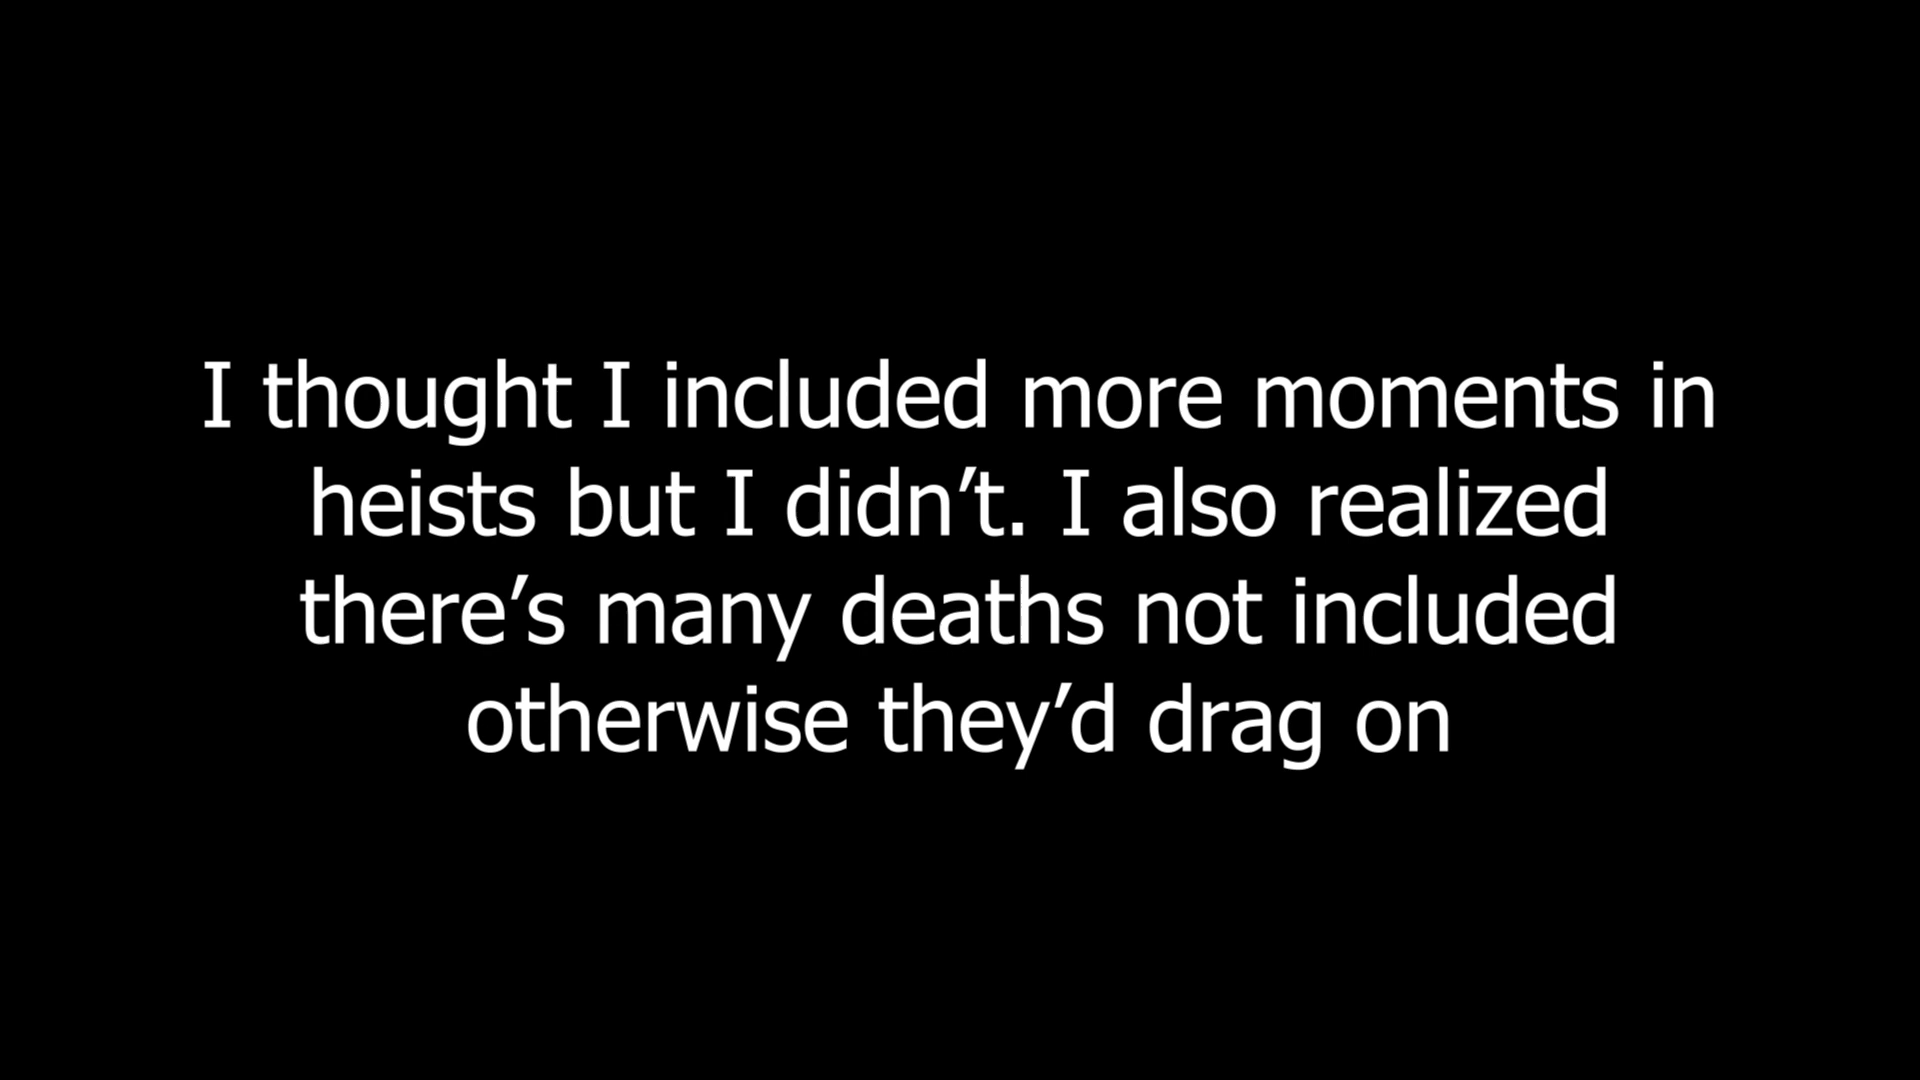 I thought I included more moments in
heists but I didn’t. I also realized
there’s many deaths not included
otherwise they’d drag on